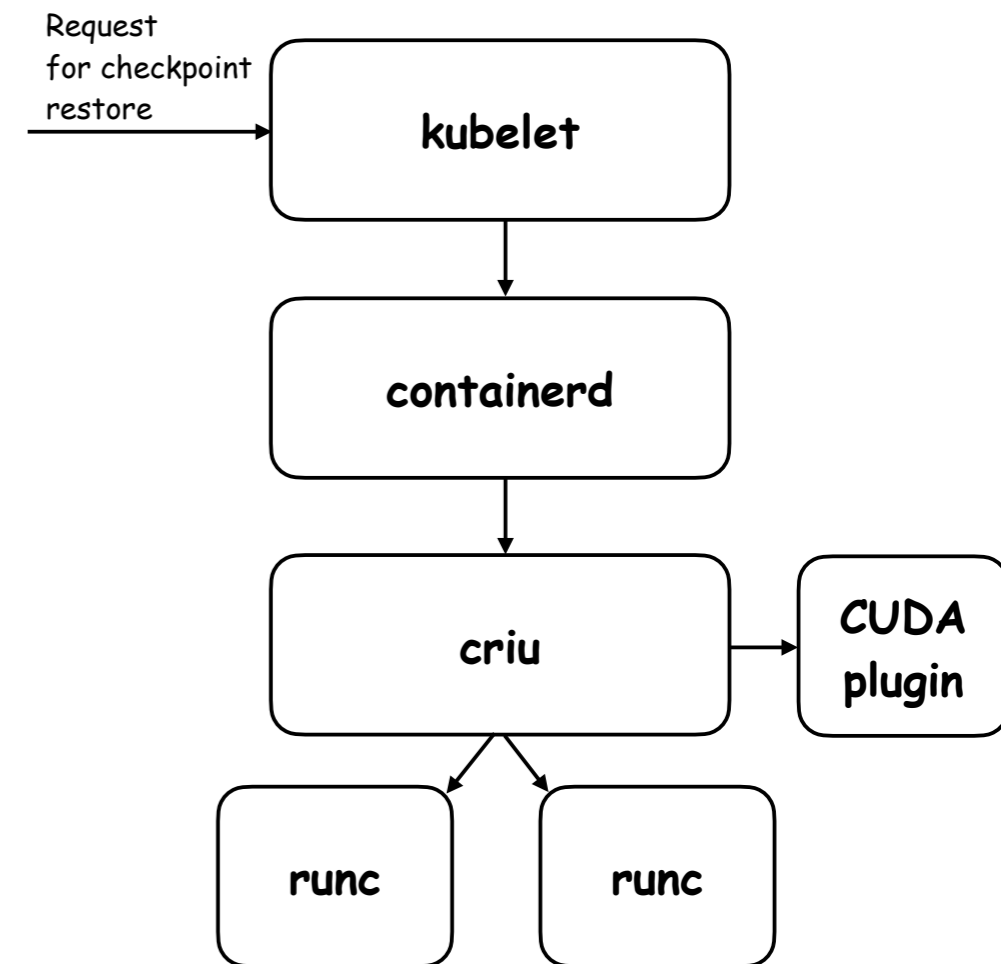 Request
for checkpoint
restore
kubelet
containerd
criu
CUDA
plugin
runc
runc